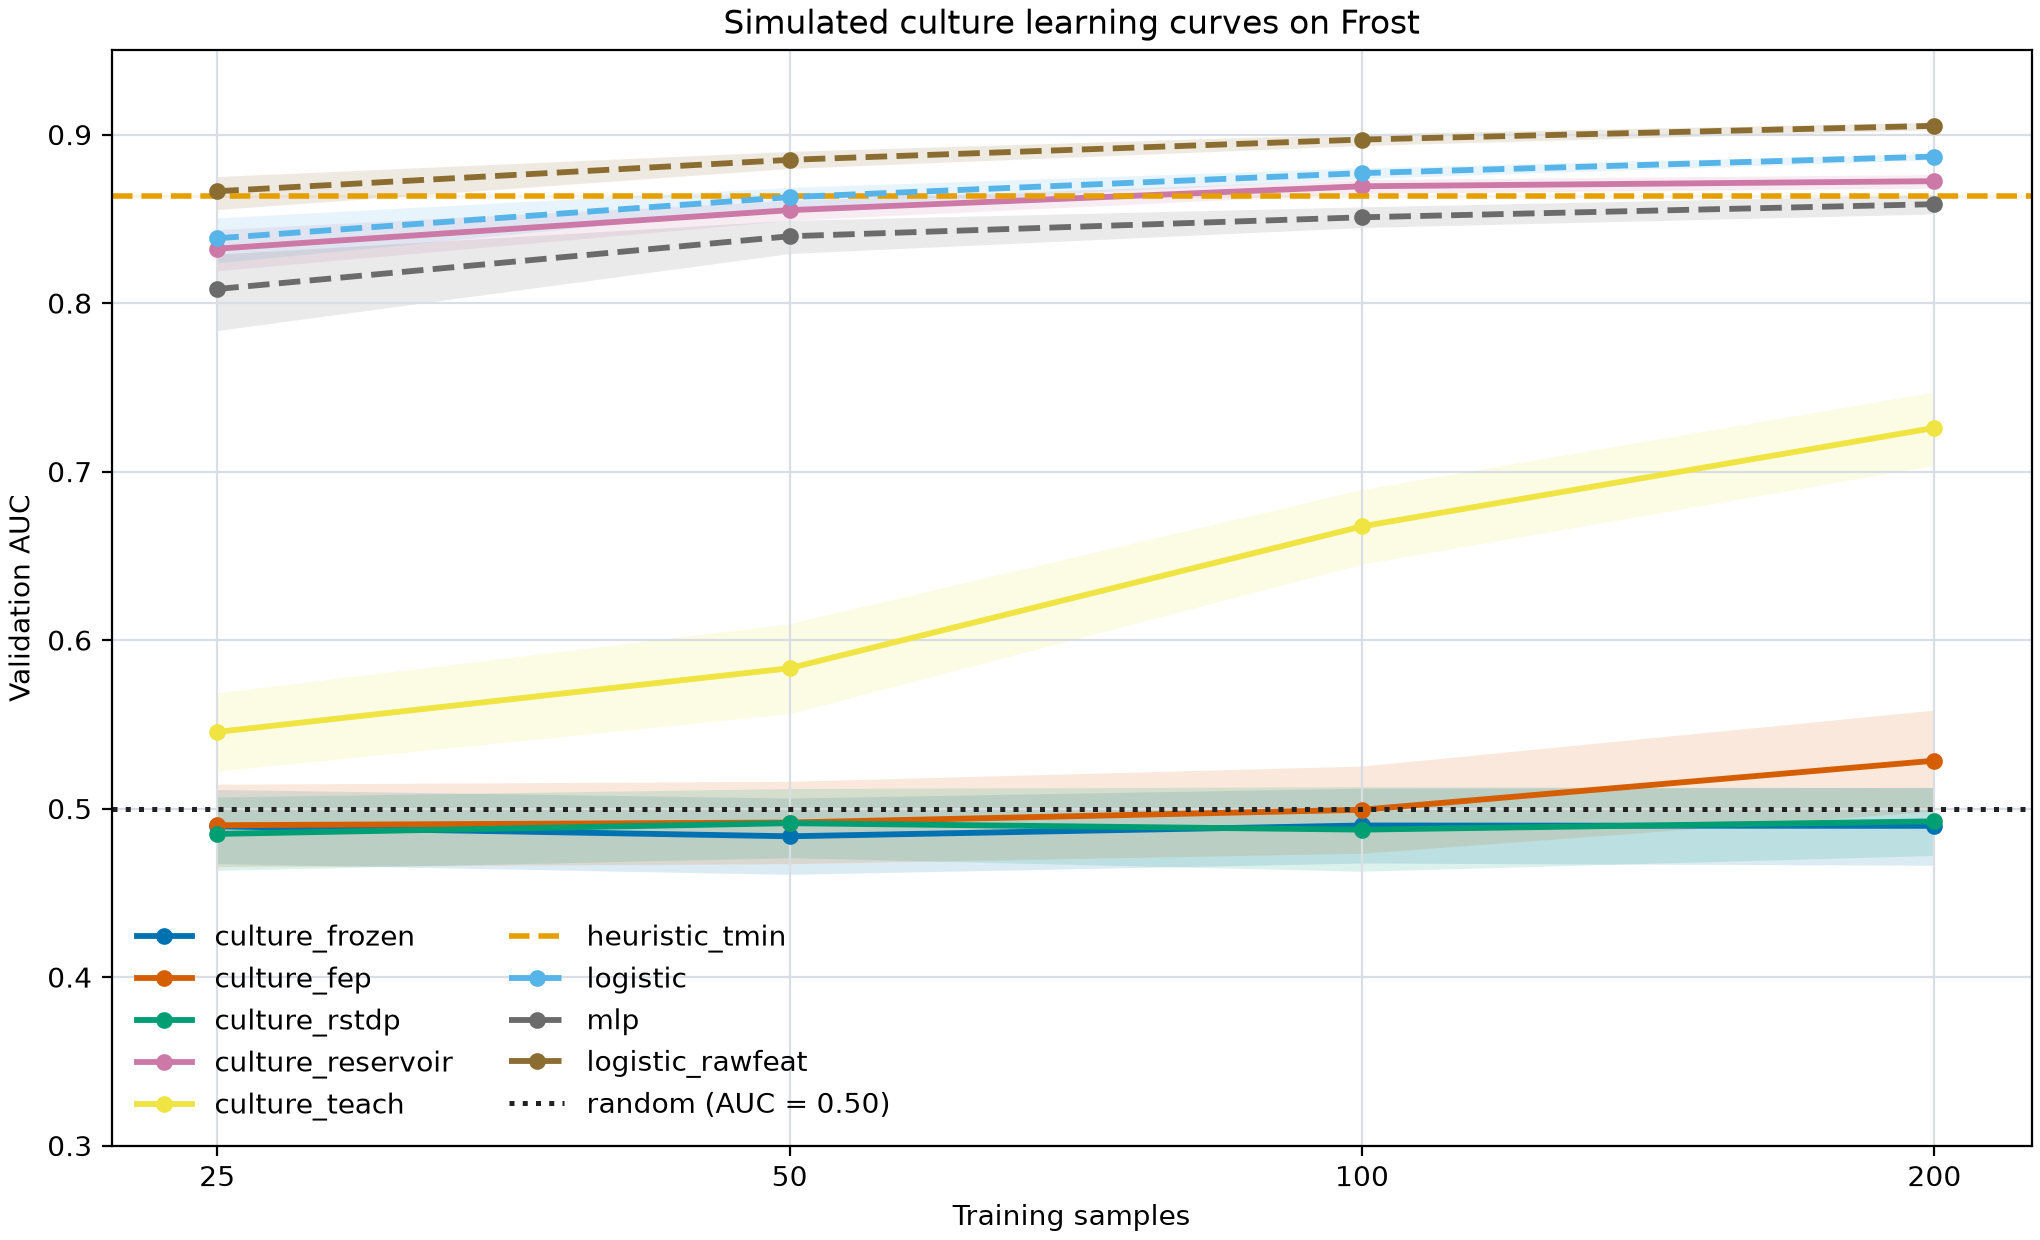 Simulated culture learning curves on Frost
Validation AUC
0.9
0.8
0.7
0.6
0.5
0.4
0.3
culture_frozen
culture_fep
culture_rstdp
culture_reservoir
culture_teach
heuristic_tmin
logistic
mlp
logistic_rawfeat
random (AUC = 0.50)
25 50 100 200
Training samples